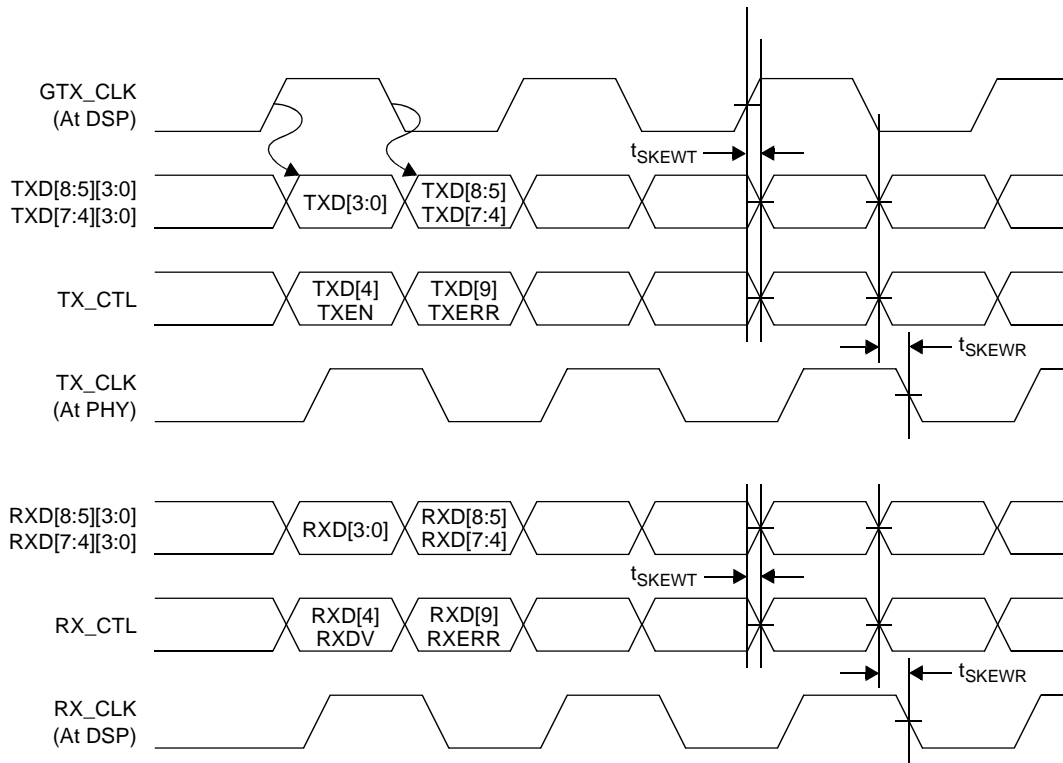 GTX_CLK
(At DSP)
tSKEWT
TXD[8:5][3:0]
TXD[7:4][3:0]
TXD[3:0]
TXD[8:5]
TXD[7:4]
TX_CTL
TXD[4]
TXEN
TXD[9]
TXERR
tSKEWR
TX_CLK
(At PHY)
RXD[8:5][3:0]
RXD[7:4][3:0]
RXD[3:0]
RXD[8:5]
RXD[7:4]
tSKEWT
RX_CTL
RXD[4]
RXDV
RXD[9]
RXERR
tSKEWR
RX_CLK
(At DSP)